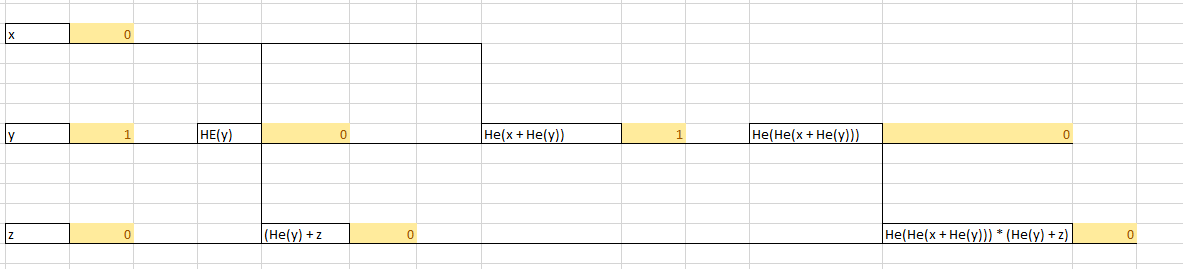 x 0
y 1 HE(y) 0 He(x + He(y)) 1 He(He(x + He(y))) 0
z 0 (He(y) + z 0 He(He(x + He(y))) * (He(y) + z) 0